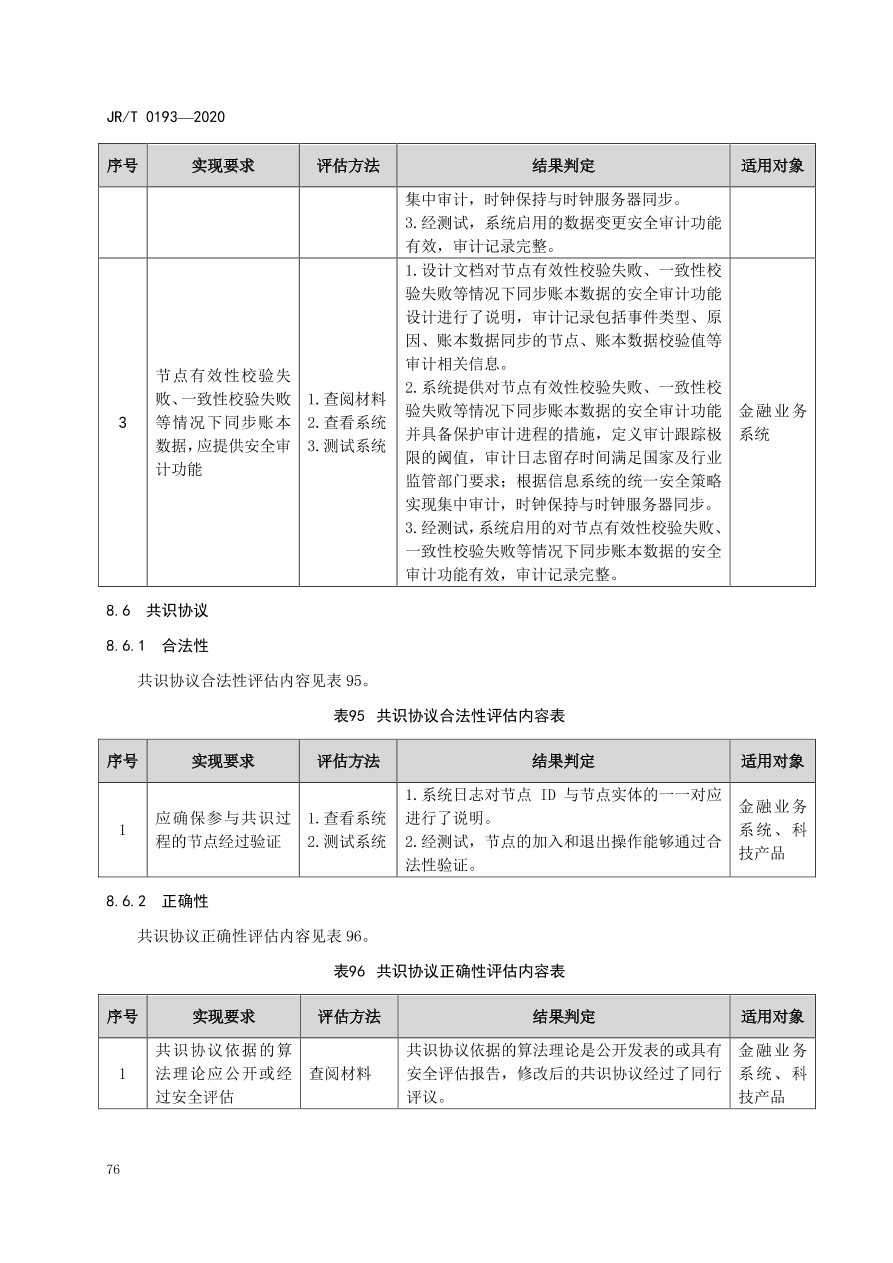 JR/T 0193—2020
序号 实现要求 评估方法 结果判定 适用对象
集中审计，时钟保持与时钟服务器同步。
3.经测试，系统启用的数据变更安全审计功能
有效，审计记录完整。
3
节点有效性校验失
败、一致性校验失败
等情况下同步账本
数据，应提供安全审
计功能
1.查阅材料
2.查看系统
3.测试系统
1.设计文档对节点有效性校验失败、一致性校
验失败等情况下同步账本数据的安全审计功能
设计进行了说明，审计记录包括事件类型、原
因、账本数据同步的节点、账本数据校验值等
审计相关信息。
2.系统提供对节点有效性校验失败、一致性校
验失败等情况下同步账本数据的安全审计功能
并具备保护审计进程的措施，定义审计跟踪极
限的阈值，审计日志留存时间满足国家及行业
监管部门要求；根据信息系统的统一安全策略
实现集中审计，时钟保持与时钟服务器同步。
3.经测试，系统启用的对节点有效性校验失败、
一致性校验失败等情况下同步账本数据的安全
审计功能有效，审计记录完整。
金融业务
系统
8.6 共识协议
8.6.1 合法性
共识协议合法性评估内容见表 95。
表95 共识协议合法性评估内容表
序号 实现要求 评估方法 结果判定 适用对象
1
应确保参与共识过
程的节点经过验证
1.查看系统
2.测试系统
1.系统日志对节点 ID 与节点实体的一一对应
进行了说明。
2.经测试，节点的加入和退出操作能够通过合
法性验证。
金融业务
系统、科
技产品
8.6.2 正确性
共识协议正确性评估内容见表 96。
表96 共识协议正确性评估内容表
序号 实现要求 评估方法 结果判定 适用对象
1
共识协议依据的算
法理论应公开或经
过安全评估
查阅材料
共识协议依据的算法理论是公开发表的或具有
安全评估报告，修改后的共识协议经过了同行
评议。
金融业务
系统、科
技产品
76